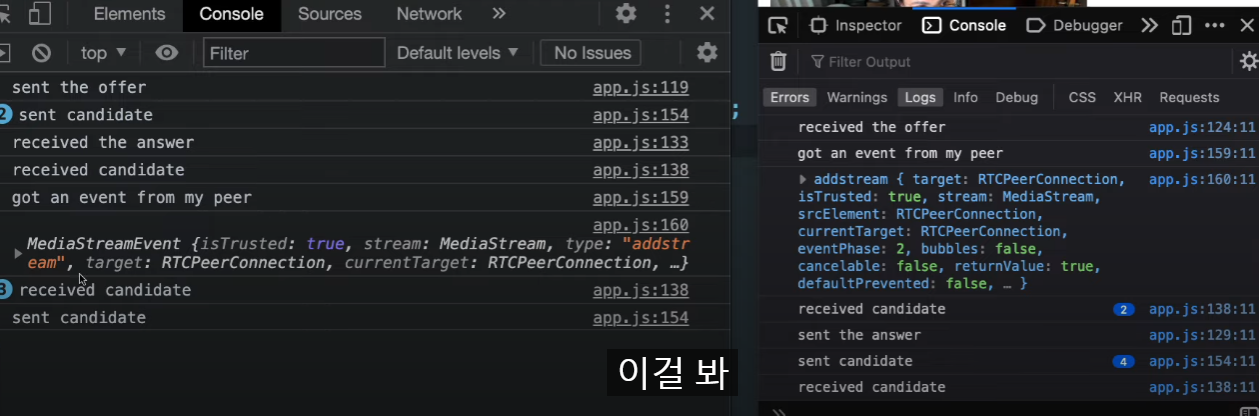 Elements Console Sources Network »
top ▼ Filter Default levels ▼ No Issues
sent the offer app.js:119
2 sent candidate app.js:154
received the answer app.js:133
received candidate app.js:138
got an event from my peer app.js:159
app.js:160
MediaStreamEvent {isTrusted: true, stream: MediaStream, type: "addstr
eam", target: RTCPeerConnection, currentTarget: RTCPeerConnection, …}
3 received candidate app.js:138
sent candidate app.js:154
;
이걸 봐
Inspector Console Debugger »
Filter Output
Errors Warnings Logs Info Debug CSS XHR Requests
received the offer app.js:124:11
got an event from my peer app.js:159:11
addstream { target: RTCPeerConnection, app.js:160:11
isTrusted: true, stream: MediaStream,
srcElement: RTCPeerConnection,
currentTarget: RTCPeerConnection,
eventPhase: 2, bubbles: false,
cancelable: false, returnValue: true,
defaultPrevented: false, … }
received candidate 2 app.js:138:11
sent the answer app.js:129:11
sent candidate 4 app.js:154:11
received candidate app.js:138:11
»